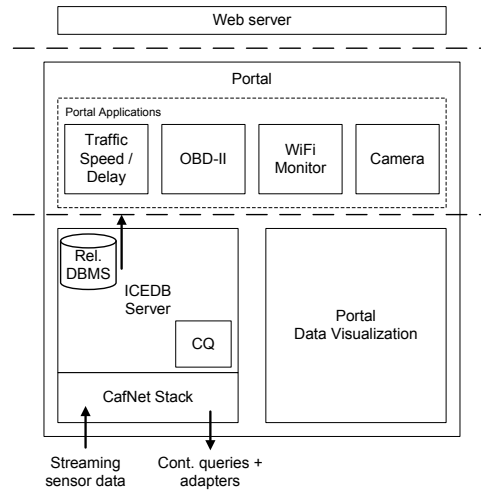 Web server
Portal
Portal Applications
Traffic
Speed /
Delay
OBD-II
WiFi
Monitor
Camera
Rel.
DBMS
ICEDB
Server
CQ
CafNet Stack
Portal
Data Visualization
Streaming
sensor data
Cont. queries +
adapters